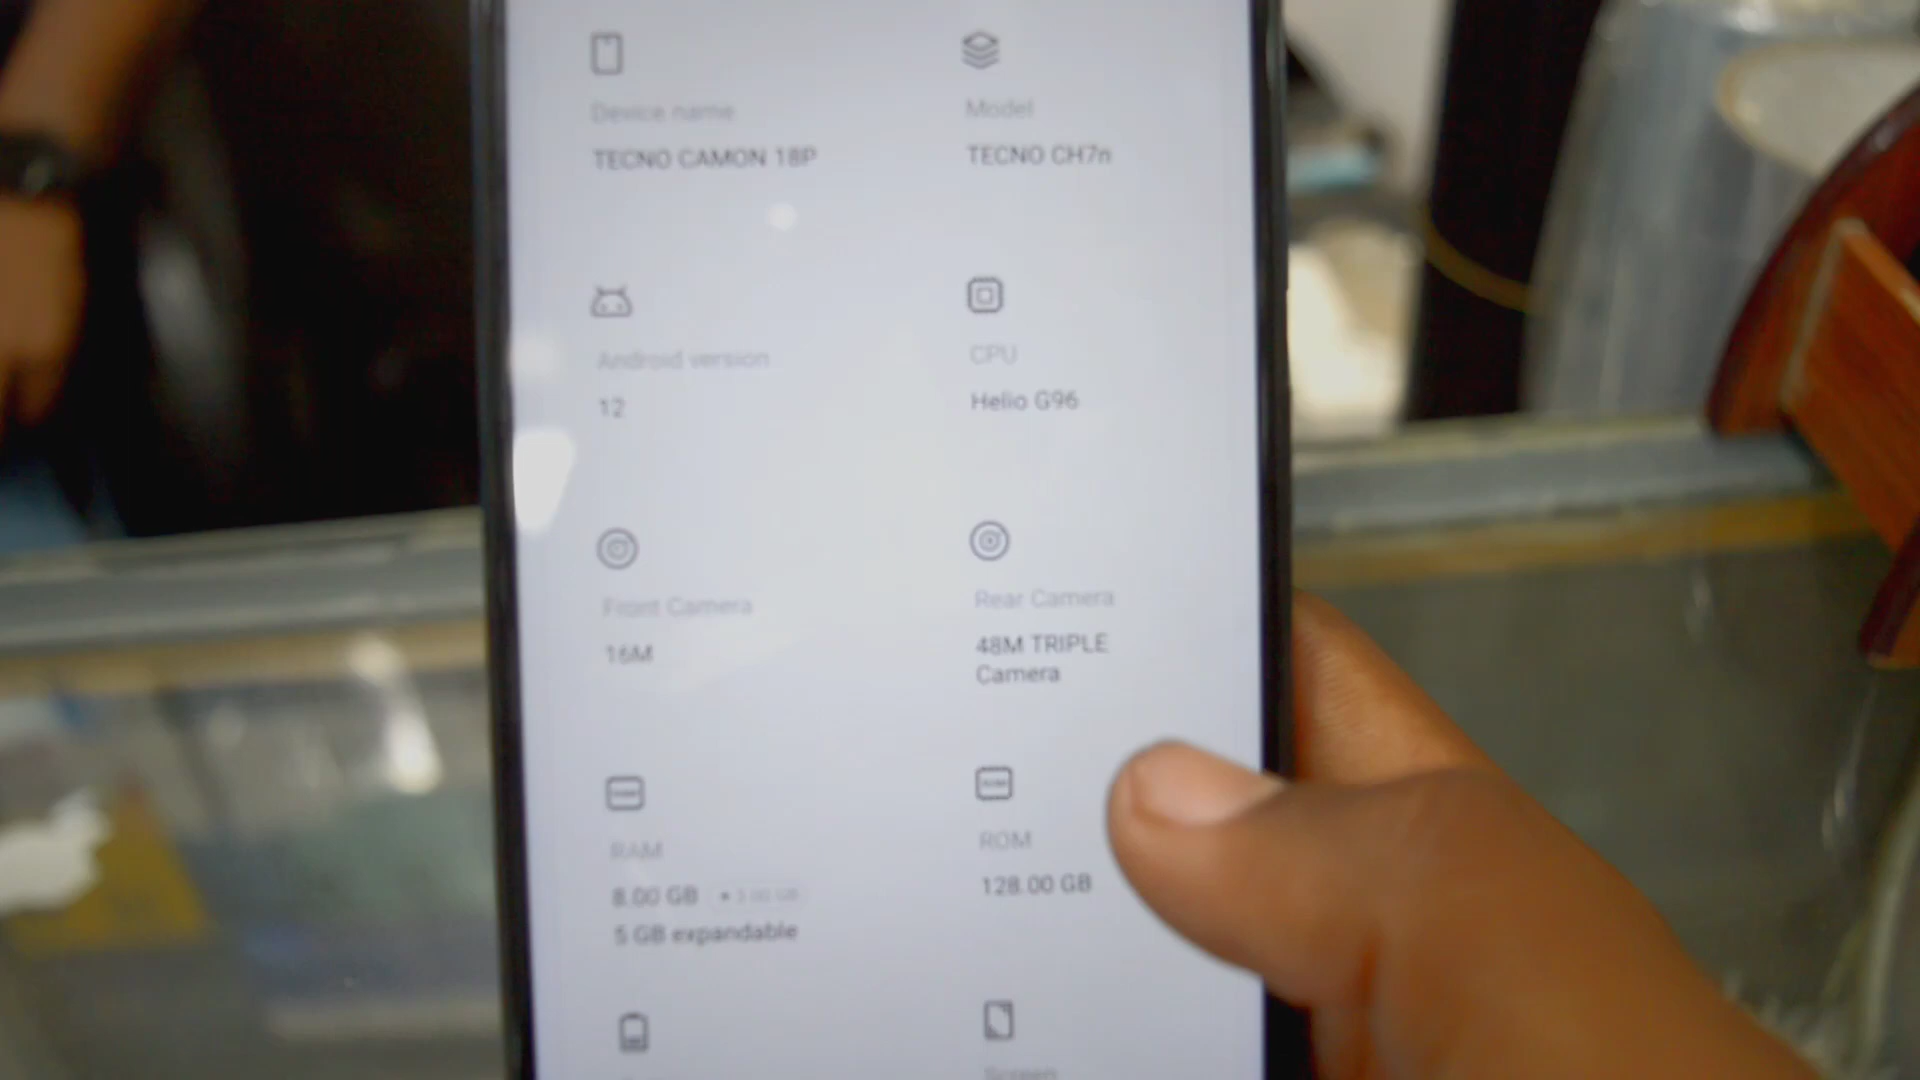 Device name
TECNO CAMON 18P
Model
TECNO CH7n
Android version
12
CPU
Helio G96
Front Camera
16M
Rear Camera
48M TRIPLE
Camera
RAM
8.00 GB
5 GB expandable
ROM
128.00 GB
Screen